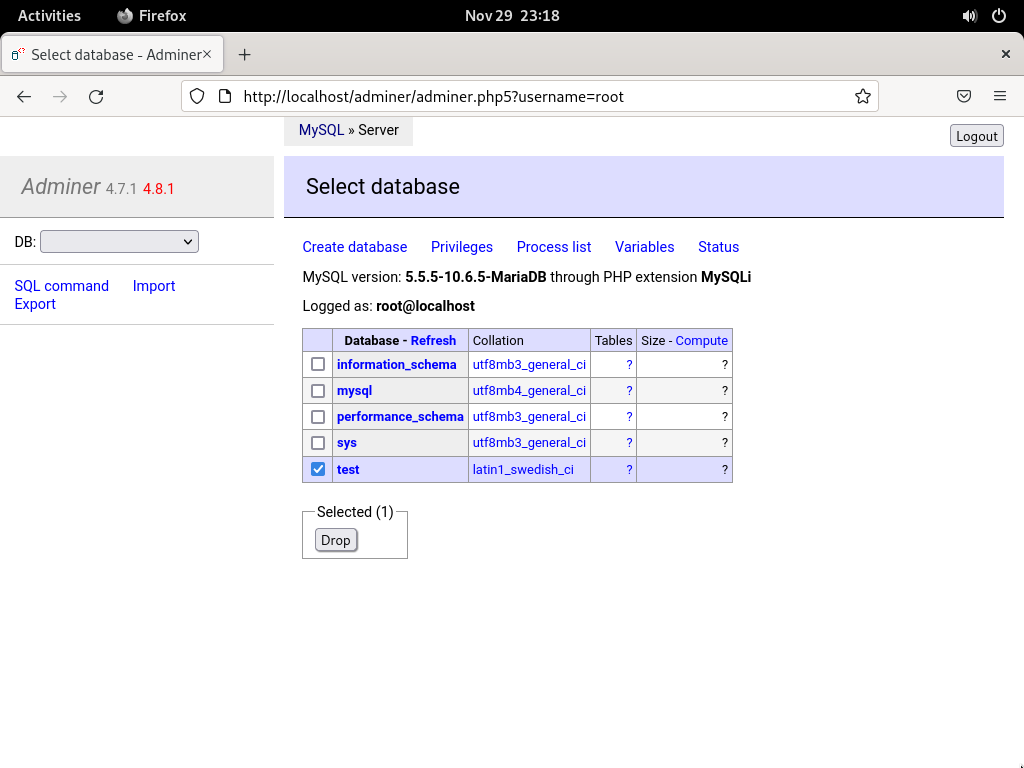 Activities Firefox Nov 29 23:18
Select database - Adminer
http://localhost/adminer/adminer.php5?username=root
MySQL » Server
Logout
Adminer 4.7.1 4.8.1
Select database
DB:
SQL command Import
Export
Create database Privileges Process list Variables Status
MySQL version: 5.5.5-10.6.5-MariaDB through PHP extension MySQLi
Logged as: root@localhost
Database - Refresh Collation Tables Size - Compute
information_schema utf8mb3_general_ci ? ?
mysql utf8mb4_general_ci ? ?
performance_schema utf8mb3_general_ci ? ?
sys utf8mb3_general_ci ? ?
test latin1_swedish_ci ? ?
Selected (1)
Drop